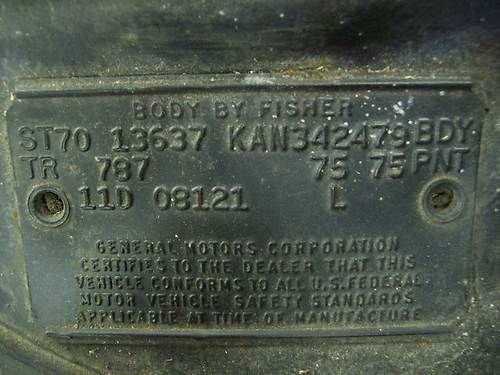 BODY BY FISHER
ST70 13637 KAN342479 BDY
TR 787 75 75 PNT
11D 08121 L
GENERAL MOTORS CORPORATION
CERTIFIES TO THE DEALER THAT THIS
VEHICLE CONFORMS TO ALL U.S. FEDERAL
MOTOR VEHICLE SAFETY STANDARDS
APPLICABLE AT TIME OF MANUFACTURE